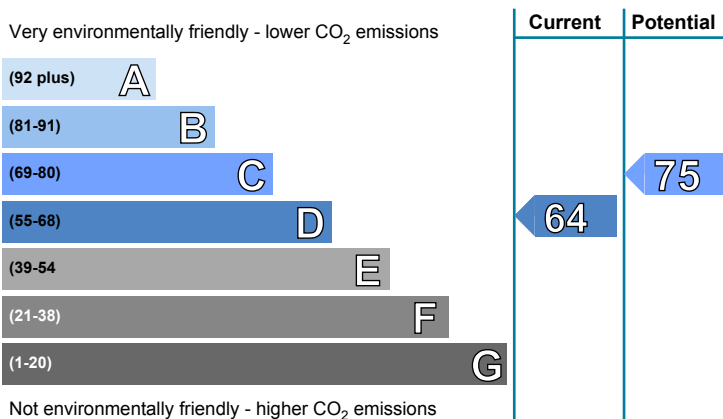 Very environmentally friendly - lower CO2 emissions
Current
Potential
(92 plus) A
(81-91) B
(69-80) C
75
(55-68) D
64
(39-54 E
(21-38) F
(1-20) G
Not environmentally friendly - higher CO2 emissions